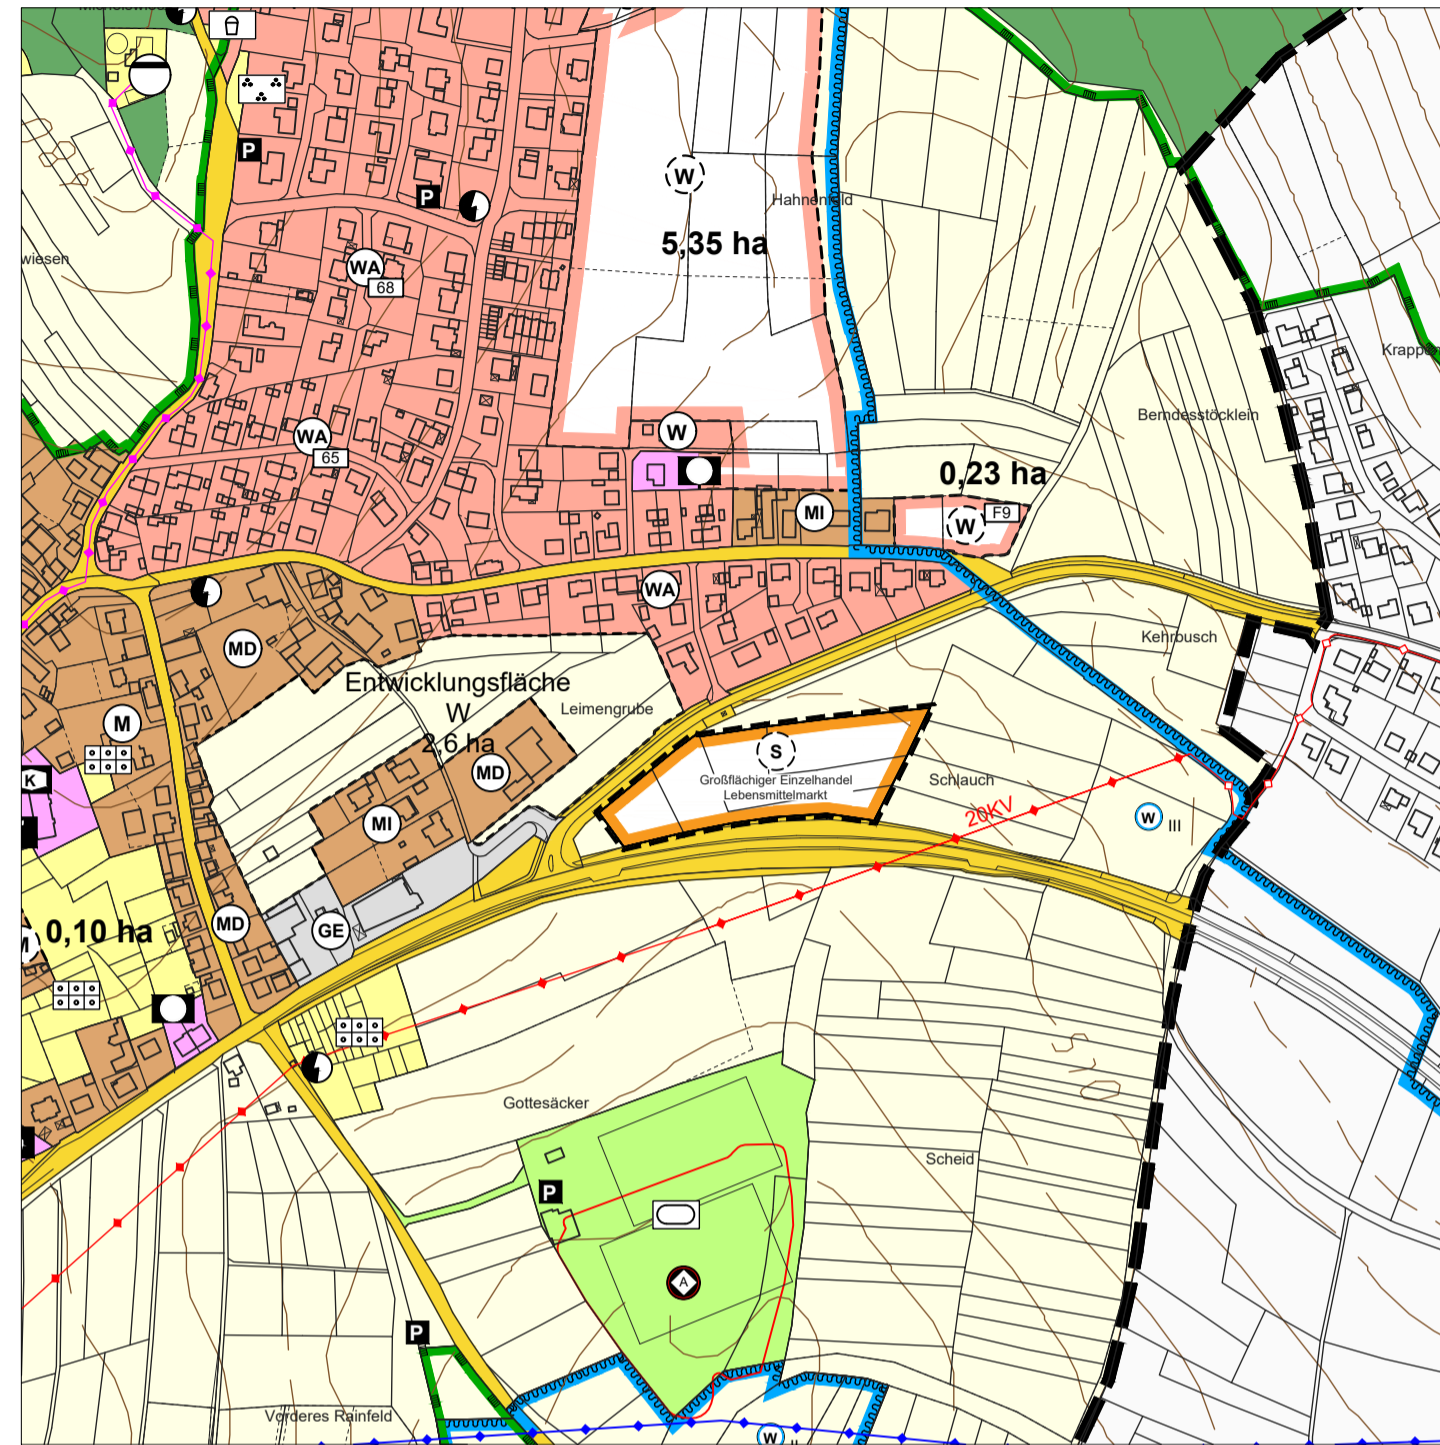 P
P
W
Hahnenfeld
5,35 ha
wiesen
WA
68
Krappen
Berndesstöcklein
WA
65
W
0,23 ha
MI
W
F9
WA
Kehrbusch
MD
Entwicklungsfläche
W
2,6 ha
Leimengrube
M
S
Großflächiger Einzelhandel
Lebensmittelmarkt
Schlauch
MD
K
MI
20KV
W
III
MD
GE
0,10 ha
Gottesäcker
Scheid
P
A
P
Vorderes Rainfeld
W